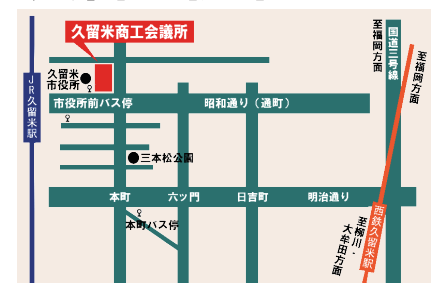 久留米商工会議所
久留米
市役所
JR久留米駅
市役所前バス停
昭和通り（通町）
三本松公園
本町
六ッ門
日吉町
明治通り
本町バス停
至福岡方面
国道三号線
至福岡方面
西鉄久留米駅
至柳川・
大牟田方面